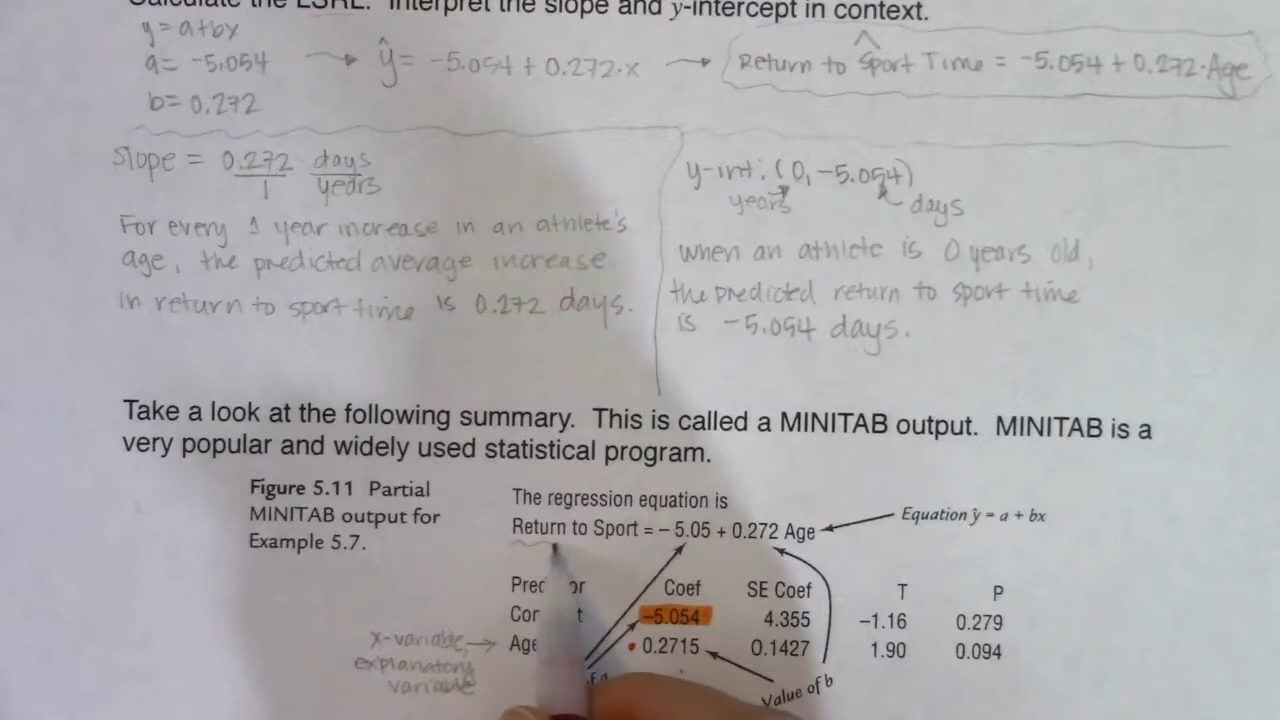 Calculate the LSRL. Interpret the slope and y-intercept in context.
y = a+bx
a = -5.054
b = 0.272
ŷ = -5.054 + 0.272·x
Return to Sport Time = -5.054 + 0.272·Age
Slope = 0.272 days
1 years
For every 1 year increase in an athlete's
age, the predicted average increase
in return to sport time is 0.272 days.
y-int: (0, -5.054)
years
days
when an athlete is 0 years old,
the predicted return to sport time
is -5.054 days.
Take a look at the following summary. This is called a MINITAB output. MINITAB is a
very popular and widely used statistical program.
Figure 5.11 Partial
MINITAB output for
Example 5.7.
The regression equation is
Return to Sport = – 5.05 + 0.272 Age
Equation ŷ = a + bx
Pred or Coef SE Coef T P
Con t –5.054 4.355 –1.16 0.279
Age 0.2715 0.1427 1.90 0.094
x-variable,
explanatory
variable
Value of b